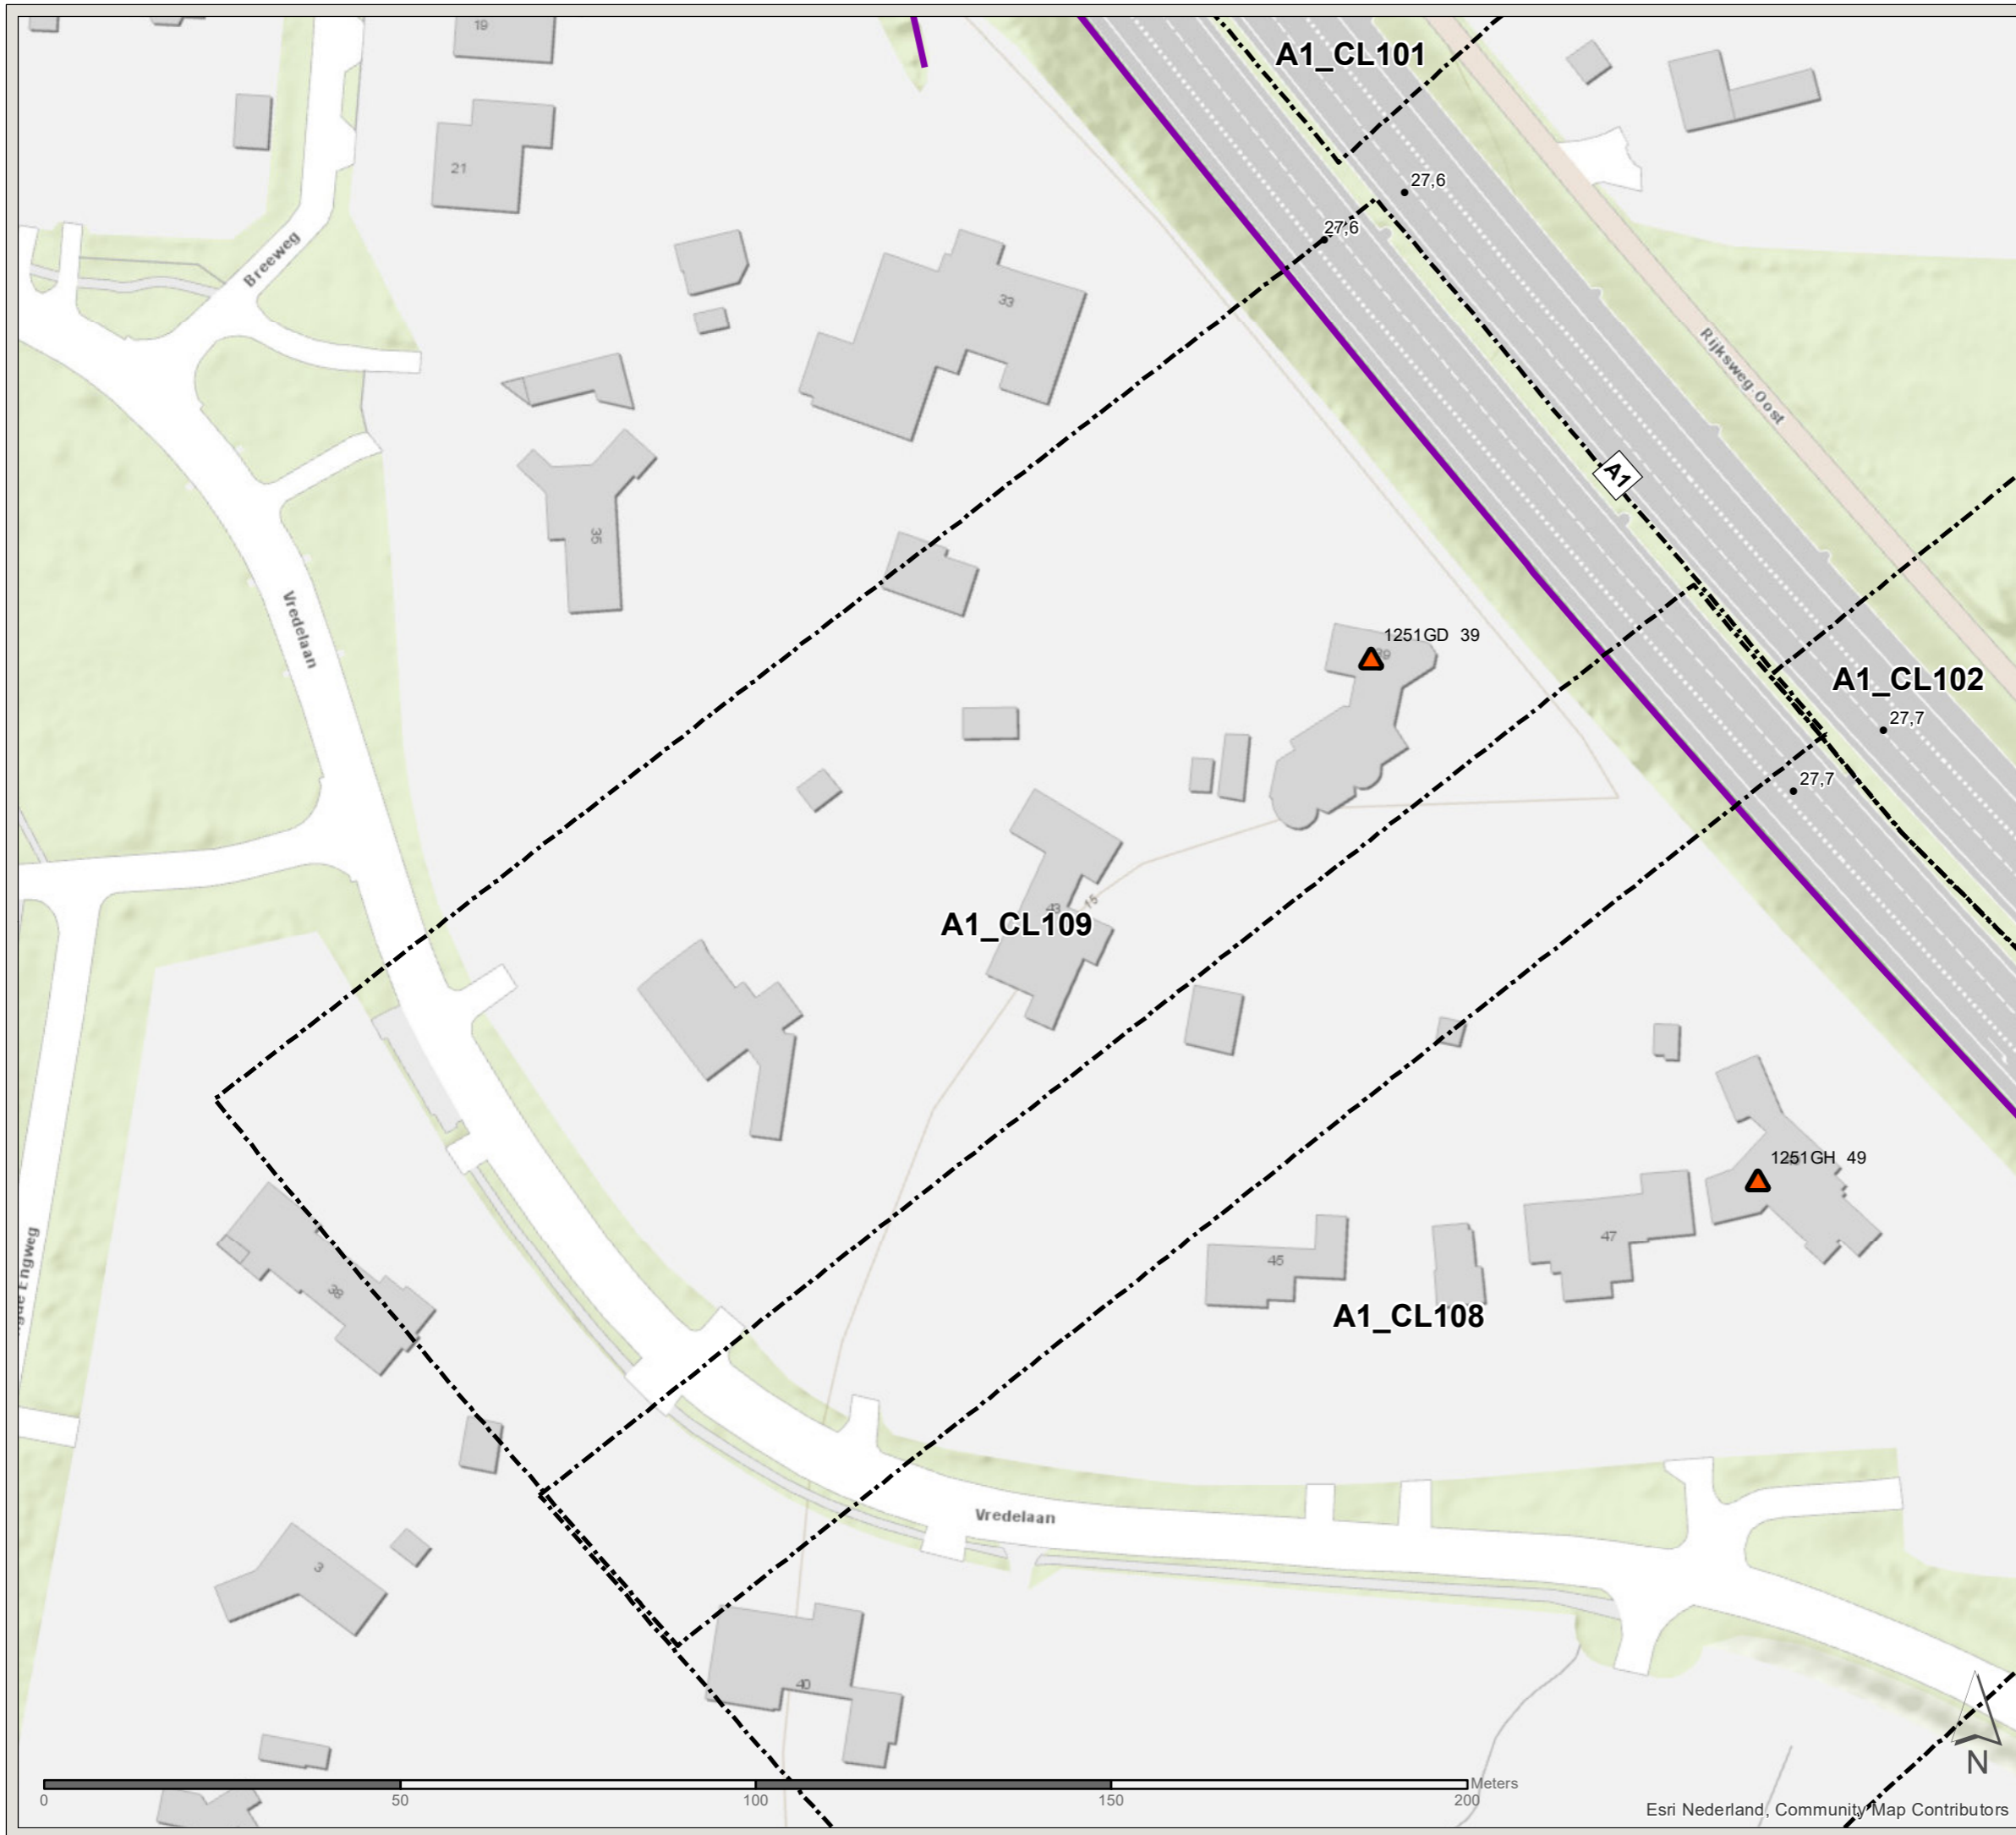 19
A1_CL101
21
27,6
27,6
Breeweg
33
Rijksweg-Oost
A1
35
Vredelaan
1251GD 39
39
A1_CL102
27,7
27,7
43
15
A1_CL109
1251GH 49
47
45
38
A1_CL108
Vredelaan
3
40
N
0
50
100
150
200
Meters
Esri Nederland, Community Map Contributors